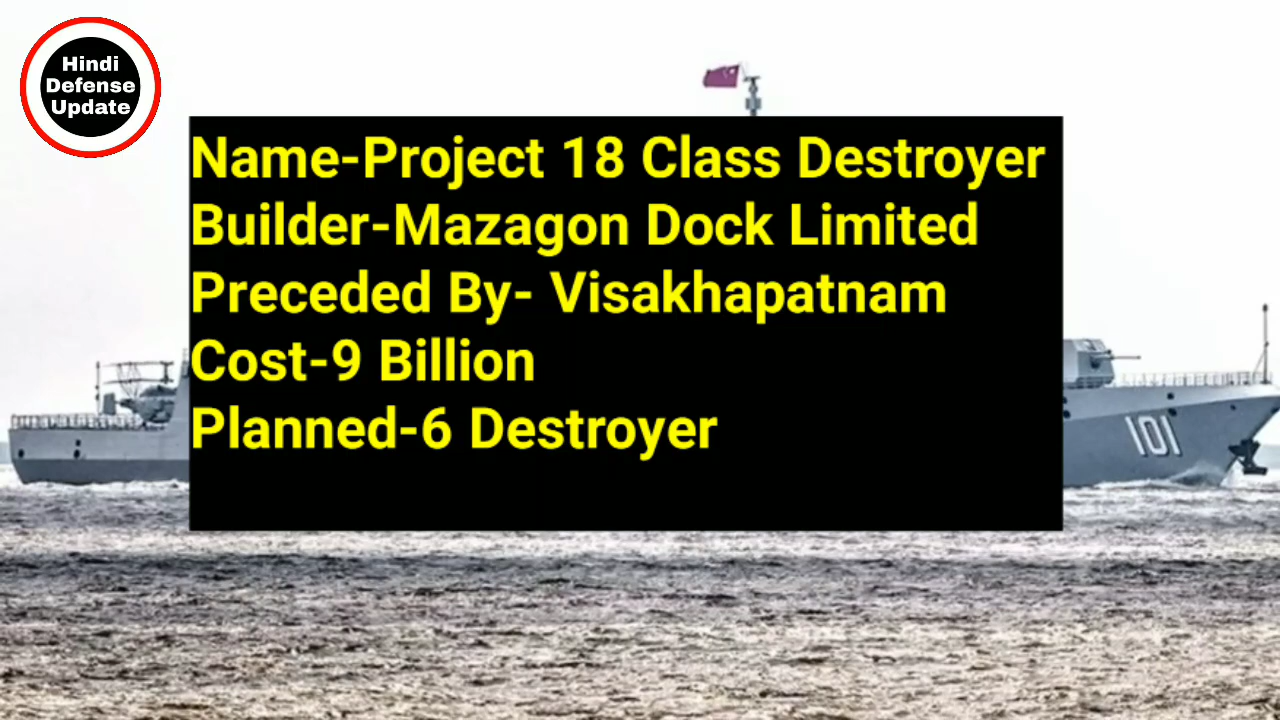 Hindi
Defense
Update
Name-Project 18 Class Destroyer
Builder-Mazagon Dock Limited
Preceded By- Visakhapatnam
Cost-9 Billion
Planned-6 Destroyer
101